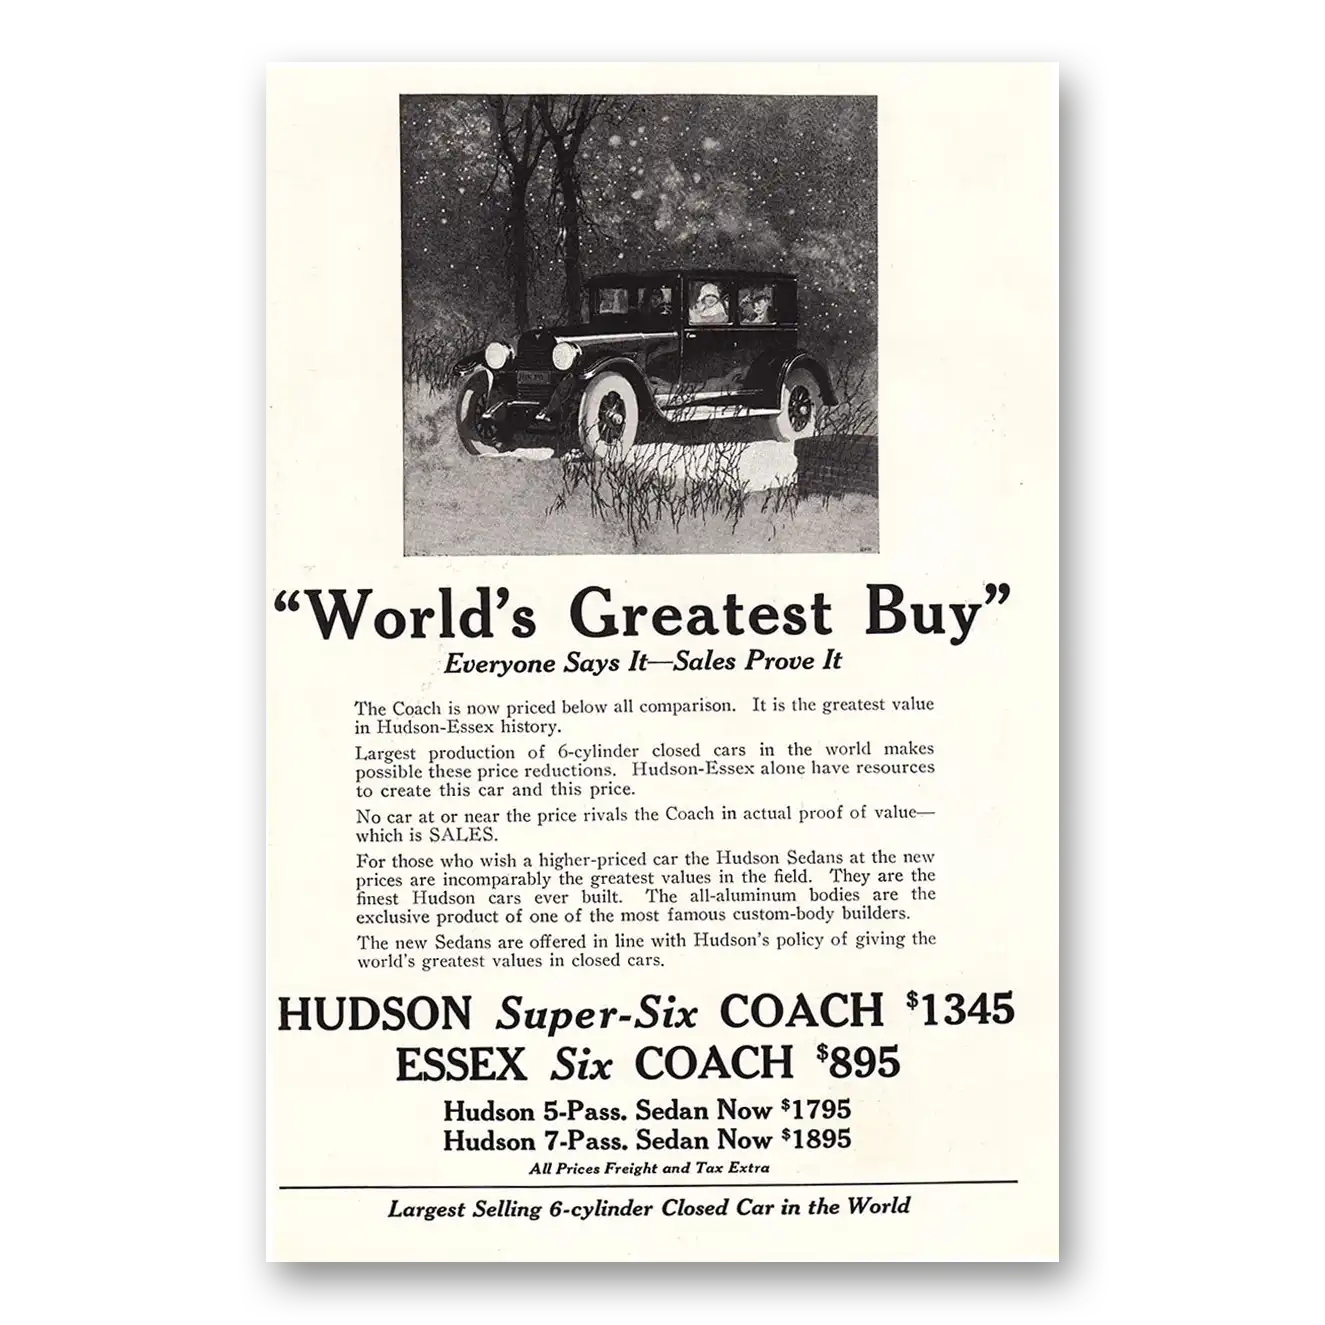 “World’s Greatest Buy”
Everyone Says It—Sales Prove It
The Coach is now priced below all comparison. It is the greatest value
in Hudson-Essex history.
Largest production of 6-cylinder closed cars in the world makes
possible these price reductions. Hudson-Essex alone have resources
to create this car and this price.
No car at or near the price rivals the Coach in actual proof of value—
which is SALES.
For those who wish a higher-priced car the Hudson Sedans at the new
prices are incomparably the greatest values in the field. They are the
finest Hudson cars ever built. The all-aluminum bodies are the
exclusive product of one of the most famous custom-body builders.
The new Sedans are offered in line with Hudson’s policy of giving the
world’s greatest values in closed cars.
HUDSON Super-Six COACH $1345
ESSEX Six COACH $895
Hudson 5-Pass. Sedan Now $1795
Hudson 7-Pass. Sedan Now $1895
All Prices Freight and Tax Extra
Largest Selling 6-cylinder Closed Car in the World